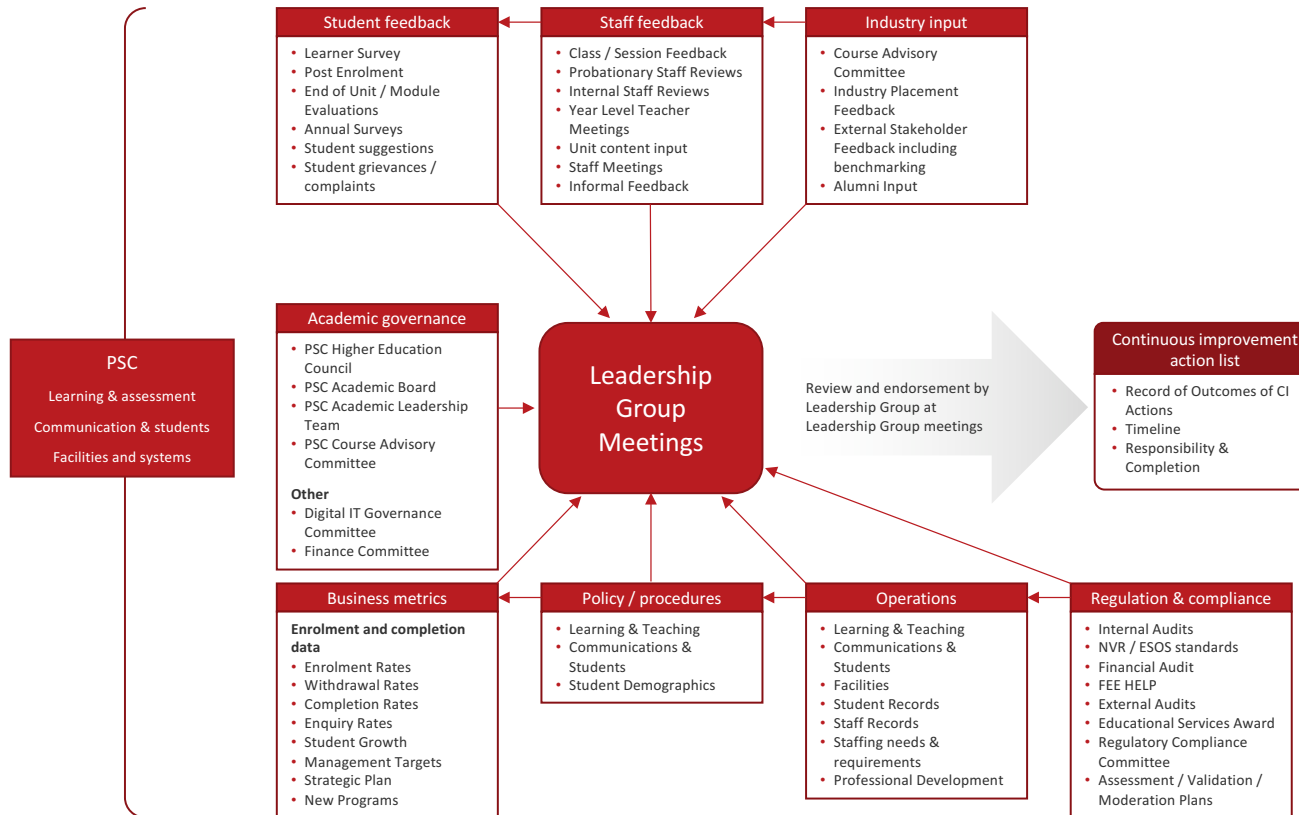 Student feedback
• Learner Survey
• Post Enrolment
• End of Unit / Module
Evaluations
• Annual Surveys
• Student suggestions
• Student grievances /
complaints
Staff feedback
• Class / Session Feedback
• Probationary Staff Reviews
• Internal Staff Reviews
• Year Level Teacher
Meetings
• Unit content input
• Staff Meetings
• Informal Feedback
Industry input
• Course Advisory
Committee
• Industry Placement
Feedback
• External Stakeholder
Feedback including
benchmarking
• Alumni Input
PSC
Learning & assessment
Communication & students
Facilities and systems
Academic governance
• PSC Higher Education
Council
• PSC Academic Board
• PSC Academic Leadership
Team
• PSC Course Advisory
Committee
Other
• Digital IT Governance
Committee
• Finance Committee
Leadership
Group
Meetings
Review and endorsement by
Leadership Group at
Leadership Group meetings
Continuous improvement
action list
• Record of Outcomes of CI
Actions
• Timeline
• Responsibility &
Completion
Business metrics
Enrolment and completion
data
• Enrolment Rates
• Withdrawal Rates
• Completion Rates
• Enquiry Rates
• Student Growth
• Management Targets
• Strategic Plan
• New Programs
Policy / procedures
• Learning & Teaching
• Communications &
Students
• Student Demographics
Operations
• Learning & Teaching
• Communications &
Students
• Facilities
• Student Records
• Staff Records
• Staffing needs &
requirements
• Professional Development
Regulation & compliance
• Internal Audits
• NVR / ESOS standards
• Financial Audit
• FEE HELP
• External Audits
• Educational Services Award
• Regulatory Compliance
Committee
• Assessment / Validation /
Moderation Plans